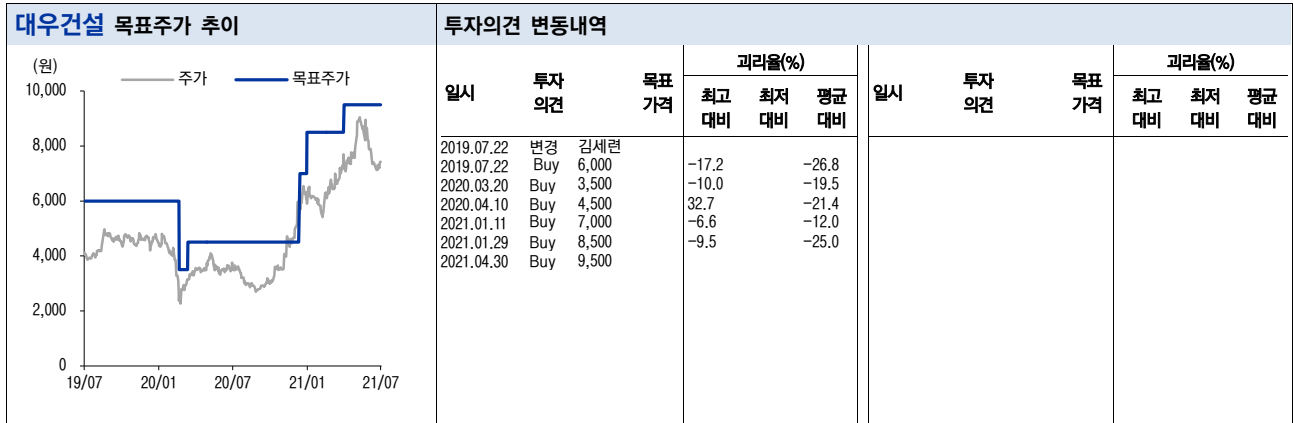 대우건설 목표주가 추이
(원)
주가 목표주가
10,000
8,000
6,000
4,000
2,000
0
19/07 20/01 20/07 21/01 21/07
투자의견 변동내역
일시 투자의견 목표가격 괴리율(%)
최고대비 최저대비 평균대비
2019.07.22 변경 김세련
2019.07.22 Buy 6,000 -17.2 -26.8
2020.03.20 Buy 3,500 -10.0 -19.5
2020.04.10 Buy 4,500 32.7 -21.4
2021.01.11 Buy 7,000 -6.6 -12.0
2021.01.29 Buy 8,500 -9.5 -25.0
2021.04.30 Buy 9,500
일시 투자의견 목표가격 괴리율(%)
최고대비 최저대비 평균대비